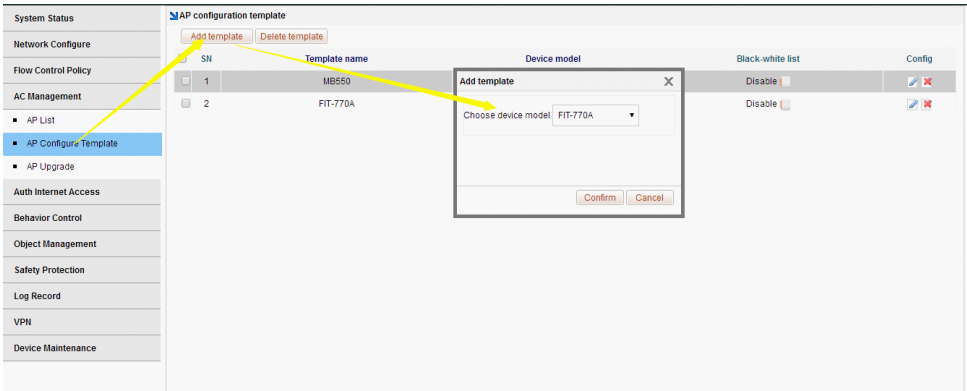 System Status
Network Configure
Flow Control Policy
AC Management
AP List
AP Configure Template
AP Upgrade
Auth Internet Access
Behavior Control
Object Management
Safety Protection
Log Record
VPN
Device Maintenance
AP configuration template
Add template Delete template
SN Template name Device model Black-white list Config
1 MB550 Disable
2 FIT-770A Disable
Add template
Choose device model FIT-770A
Confirm Cancel